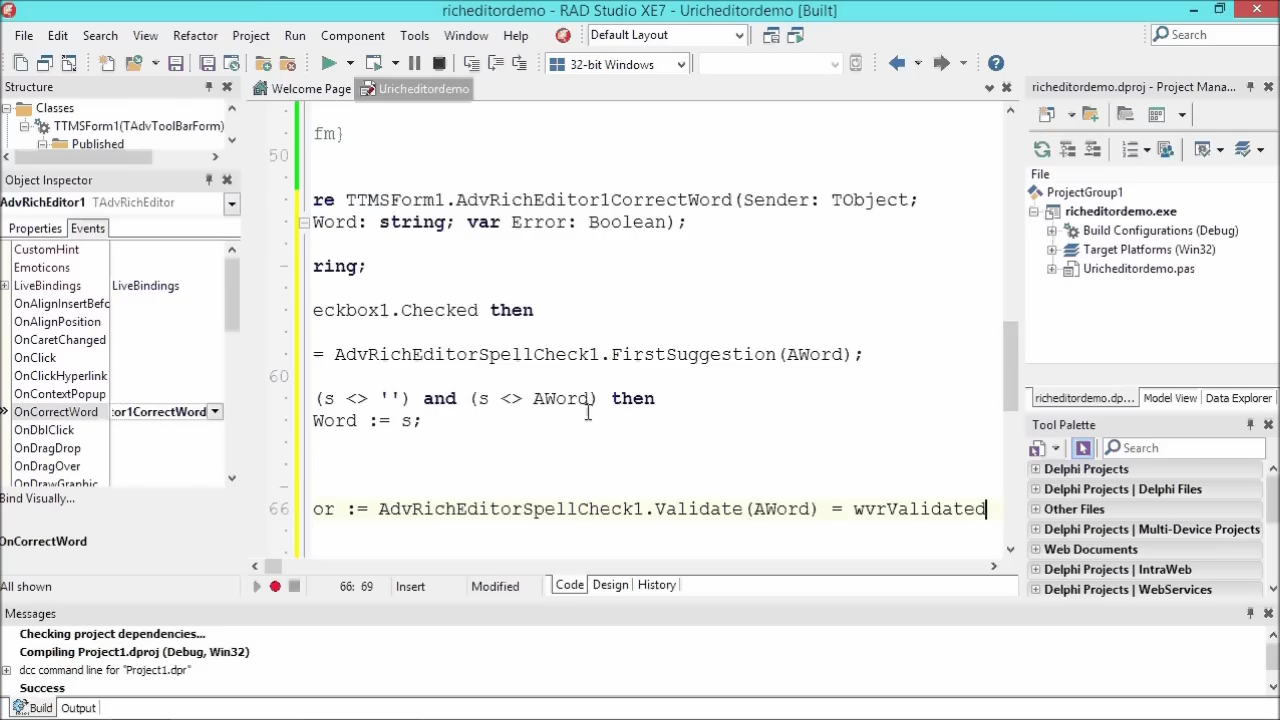 richeditordemo - RAD Studio XE7 - Uricheditordemo [Built]
File Edit Search View Refactor Project Run Component Tools Window Help Default Layout Search
32-bit Windows
Structure
Classes
TTMSForm1(TAdvToolBarForm)
Published
Object Inspector
AdvRichEditor1 TAdvRichEditor
Properties Events
CustomHint
Emoticons
LiveBindings LiveBindings
OnAlignInsertBefo
OnAlignPosition
OnCaretChanged
OnClick
OnClickHyperlink
OnContextPopup
OnCorrectWord or1CorrectWord
OnDblClick
OnDragDrop
OnDragOver
OnDrawGraphic
Bind Visually...
OnCorrectWord
All shown
Welcome Page Uricheditordemo
fm}
50
re TTMSForm1.AdvRichEditor1CorrectWord(Sender: TObject;
Word: string; var Error: Boolean);
ring;
eckbox1.Checked then
= AdvRichEditorSpellCheck1.FirstSuggestion(AWord);
60
(s <> '') and (s <> AWord) then
Word := s;
66 or := AdvRichEditorSpellCheck1.Validate(AWord) = wvrValidated
66: 69 Insert Modified Code Design History
richeditordemo.dproj - Project Mana...
File
ProjectGroup1
richeditordemo.exe
Build Configurations (Debug)
Target Platforms (Win32)
Uricheditordemo.pas
richeditordemo.dp... Model View Data Explorer
Tool Palette
Search
Delphi Projects
Delphi Projects | Delphi Files
Other Files
Delphi Projects | Multi-Device Projects
Web Documents
Delphi Projects | IntraWeb
Delphi Projects | WebServices
Messages
Checking project dependencies...
Compiling Project1.dproj (Debug, Win32)
dcc command line for "Project1.dpr"
Success
Build Output